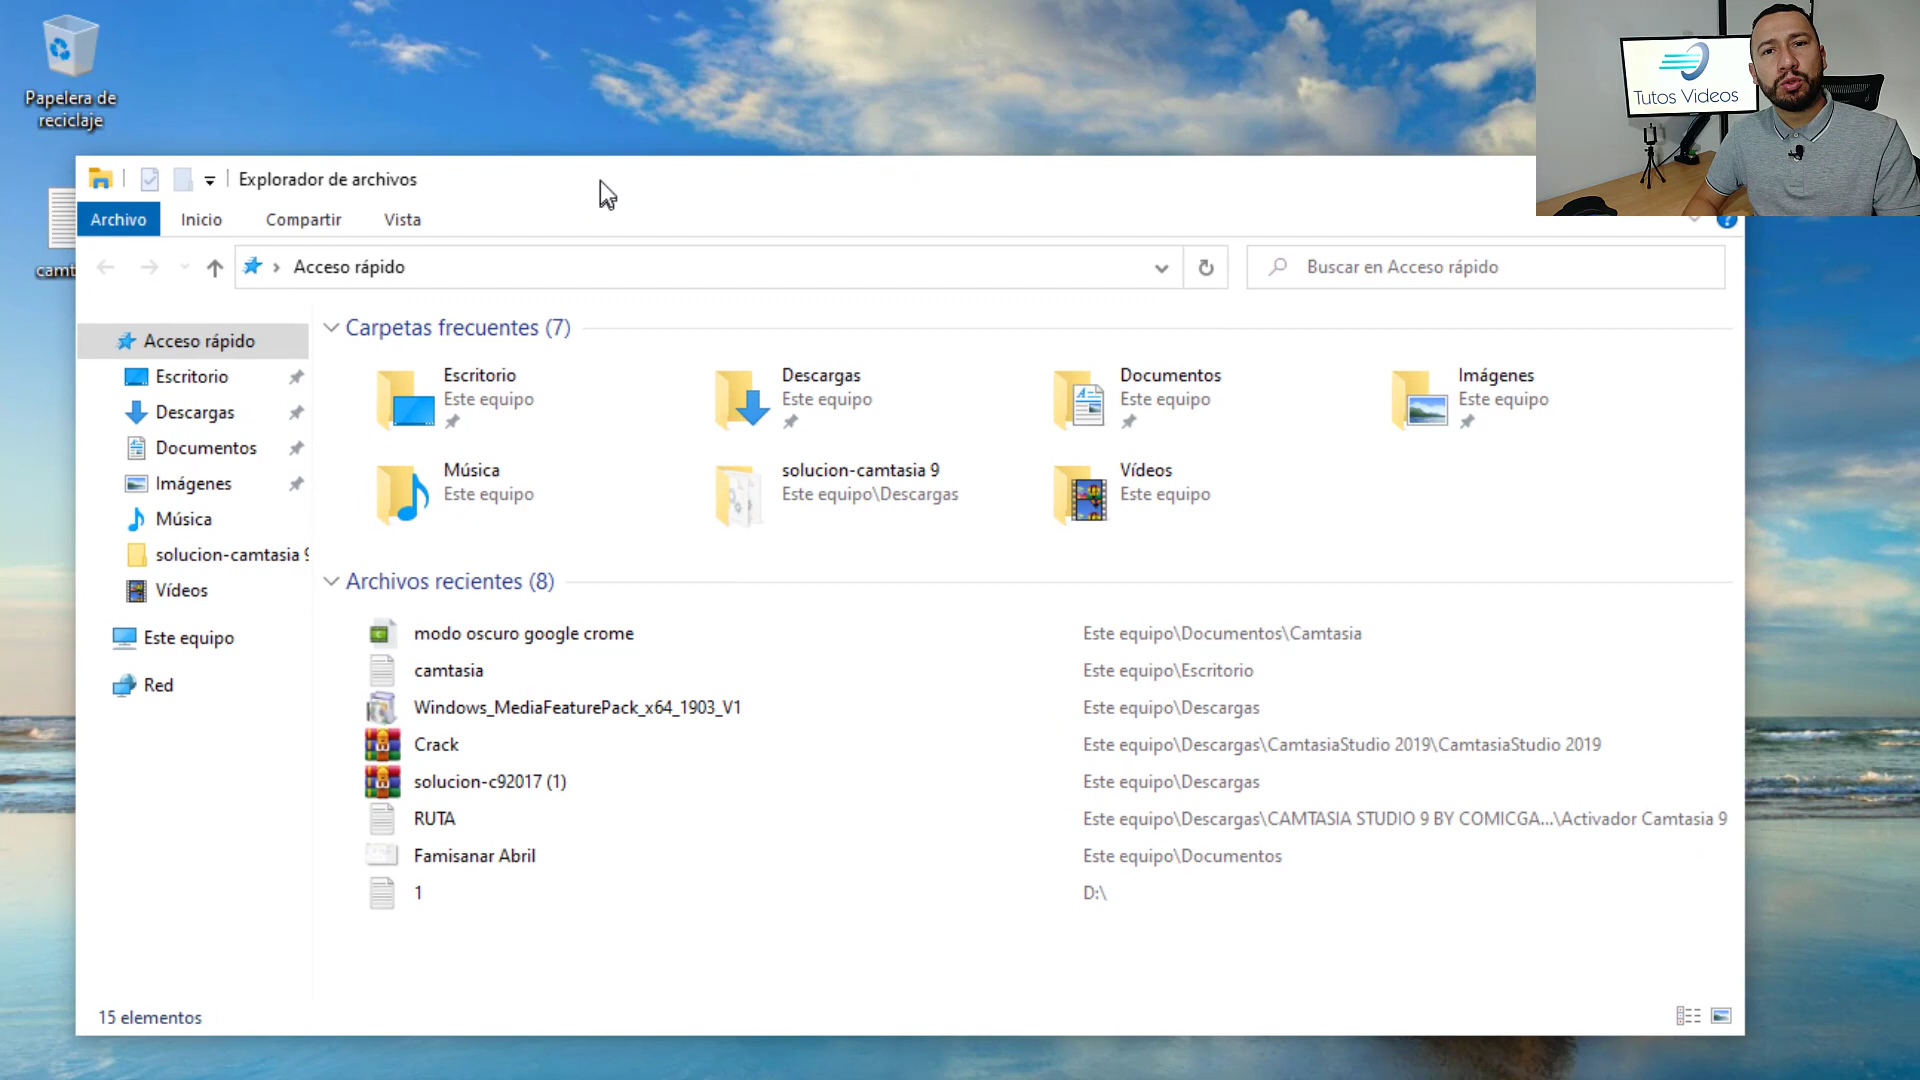 Papelera de
reciclaje
Tutos Videos
Explorador de archivos
Archivo Inicio Compartir Vista
camt
Acceso rápido
Buscar en Acceso rápido
Acceso rápido
Escritorio
Descargas
Documentos
Imágenes
Música
solucion-camtasia 9
Vídeos
Este equipo
Red
Carpetas frecuentes (7)
Escritorio
Este equipo
Descargas
Este equipo
Documentos
Este equipo
Imágenes
Este equipo
Música
Este equipo
solucion-camtasia 9
Este equipo\Descargas
Vídeos
Este equipo
Archivos recientes (8)
modo oscuro google crome Este equipo\Documentos\Camtasia
camtasia Este equipo\Escritorio
Windows_MediaFeaturePack_x64_1903_V1 Este equipo\Descargas
Crack Este equipo\Descargas\CamtasiaStudio 2019\CamtasiaStudio 2019
solucion-c92017 (1) Este equipo\Descargas
RUTA Este equipo\Descargas\CAMTASIA STUDIO 9 BY COMICGA...\Activador Camtasia 9
Famisanar Abril Este equipo\Documentos
1 D:\
15 elementos